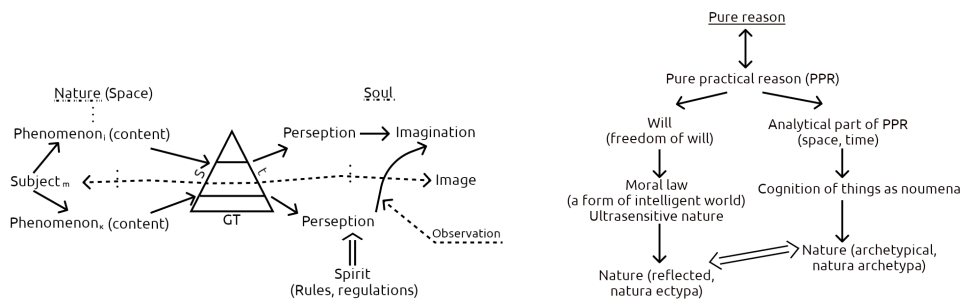 Nature (Space)
Soul
Phenomenonᵢ (content)
Perseption
Imagination
S
t
Subject ₘ
Image
Phenomenonₖ (content)
GT
Perseption
Observation
Spirit
(Rules, regulations)
Pure reason
Pure practical reason (PPR)
Will
(freedom of will)
Analytical part of PPR
(space, time)
Moral law
(a form of intelligent world)
Ultrasensitive nature
Cognition of things as noumena
Nature (reflected,
natura ectypa)
Nature (archetypical,
natura archetypa)